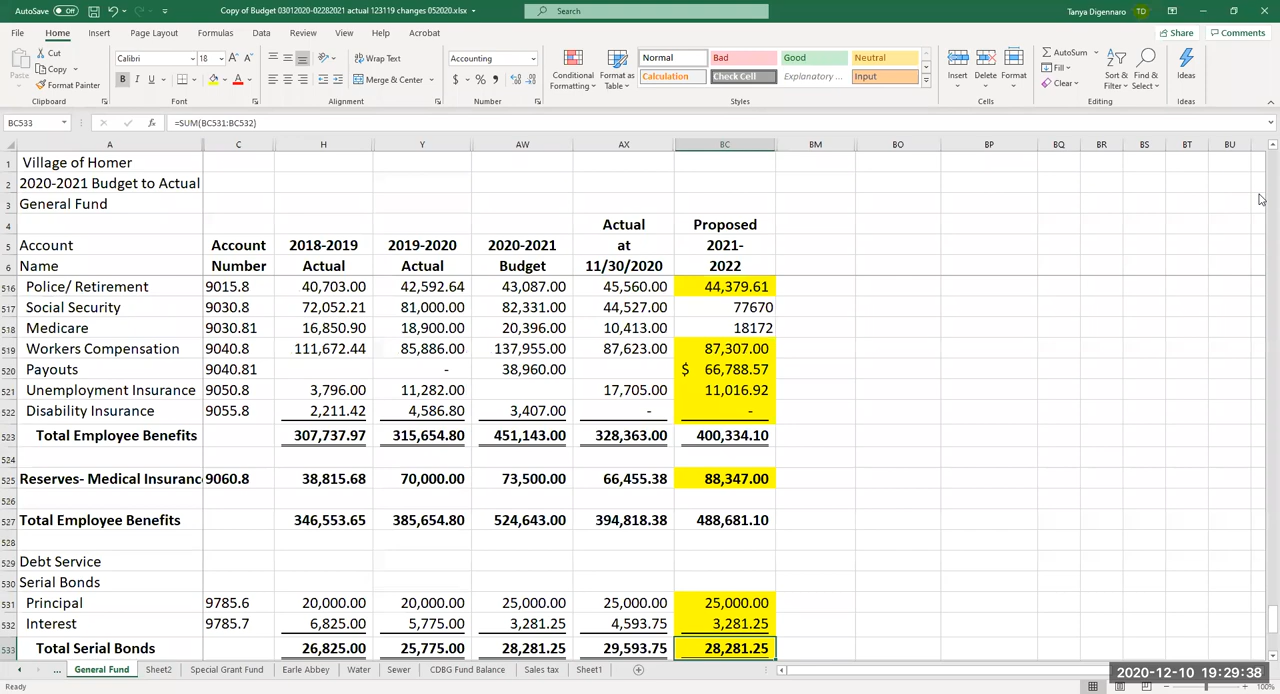 AutoSave Off Copy of Budget 03012020-02282021 actual 123119 changes 052020.xlsx Search Tanya Digennaro TD
File Home Insert Page Layout Formulas Data Review View Help Acrobat Share Comments
Paste Cut Copy Format Painter Calibri 18 Wrap Text Merge & Center Accounting Conditional Formatting Format as Table Normal Bad Good Neutral Calculation Check Cell Explanatory ... Input Insert Delete Format AutoSum Fill Clear Sort & Filter Find & Select Ideas
Clipboard Font Alignment Number Styles Cells Editing Ideas
BC533 fx =SUM(BC531:BC532)
A C H Y AW AX BC BM BO BP BQ BR BS BT BU
1 Village of Homer
2 2020-2021 Budget to Actual
3 General Fund
4 Actual Proposed
5 Account Account 2018-2019 2019-2020 2020-2021 at 2021-
6 Name Number Actual Actual Budget 11/30/2020 2022
516 Police/ Retirement 9015.8 40,703.00 42,592.64 43,087.00 45,560.00 44,379.61
517 Social Security 9030.8 72,052.21 81,000.00 82,331.00 44,527.00 77670
518 Medicare 9030.81 16,850.90 18,900.00 20,396.00 10,413.00 18172
519 Workers Compensation 9040.8 111,672.44 85,886.00 137,955.00 87,623.00 87,307.00
520 Payouts 9040.81 - 38,960.00 $ 66,788.57
521 Unemployment Insurance 9050.8 3,796.00 11,282.00 17,705.00 11,016.92
522 Disability Insurance 9055.8 2,211.42 4,586.80 3,407.00 - -
523 Total Employee Benefits 307,737.97 315,654.80 451,143.00 328,363.00 400,334.10
524
525 Reserves- Medical Insuranc 9060.8 38,815.68 70,000.00 73,500.00 66,455.38 88,347.00
526
527 Total Employee Benefits 346,553.65 385,654.80 524,643.00 394,818.38 488,681.10
528
529 Debt Service
530 Serial Bonds
531 Principal 9785.6 20,000.00 20,000.00 25,000.00 25,000.00 25,000.00
532 Interest 9785.7 6,825.00 5,775.00 3,281.25 4,593.75 3,281.25
533 Total Serial Bonds 26,825.00 25,775.00 28,281.25 29,593.75 28,281.25
... General Fund Sheet2 Special Grant Fund Earle Abbey Water Sewer CDBG Fund Balance Sales tax Sheet1
2020-12-10 19:29:38
Ready 100%